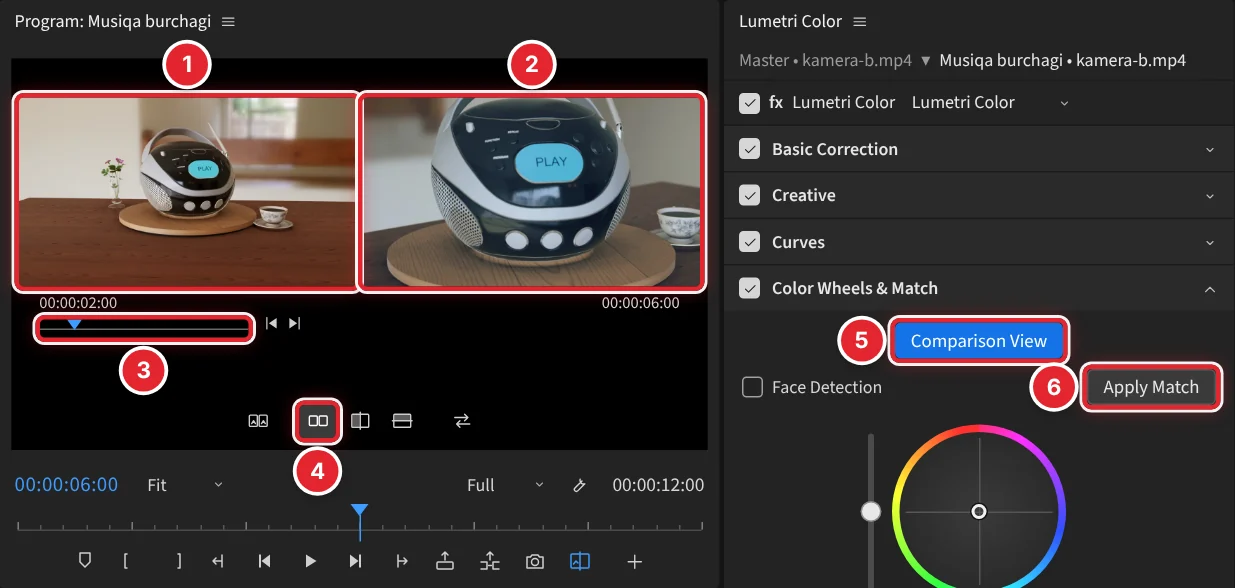 Program: Musiqa burchagi
1
2
PLAY
PLAY
00:00:02:00
00:00:06:00
3
4
00:00:06:00 Fit Full 00:00:12:00
Lumetri Color
Master • kamera-b.mp4 Musiqa burchagi • kamera-b.mp4
fx Lumetri Color Lumetri Color
Basic Correction
Creative
Curves
Color Wheels & Match
5 Comparison View
Face Detection 6 Apply Match